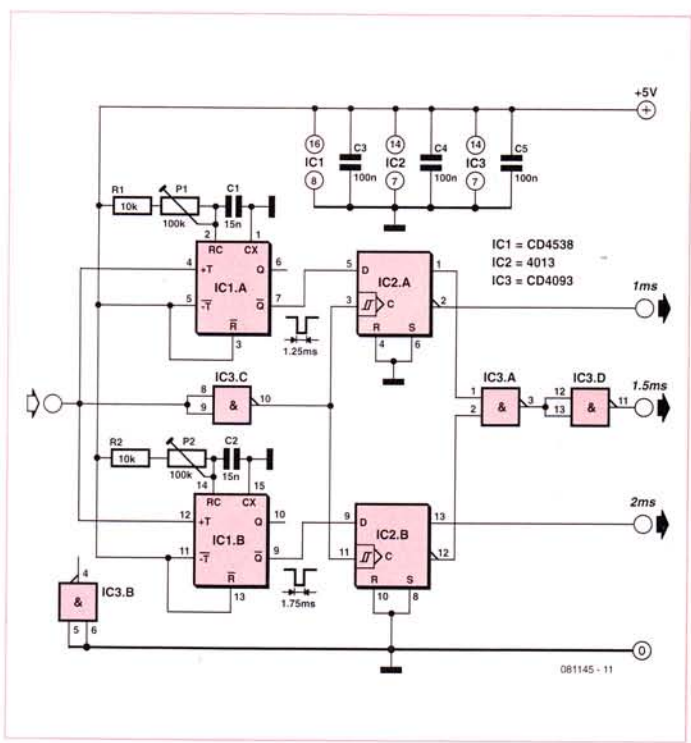 +5V
+
16 14 14
IC1 C3 IC2 C4 IC3 C5
8 100n 7 100n 7 100n
R1 P1 C1
10k 100k 15n
2 1
RC CX
4 +T Q 6
IC1.A
5 -T Q 7
R
3
1.25ms
IC1 = CD4538
IC2 = 4013
IC3 = CD4093
5 D 1
IC2.A
3 C 2
R S
4 6
1ms
IC3.C
8
9 & 10
IC3.A IC3.D
1 12
2 & 3 13 & 11
1.5ms
R2 P2 C2
10k 100k 15n
14 15
RC CX
12 +T Q 10
IC1.B
11 -T Q 9
R
13
1.75ms
9 D 13
IC2.B
11 C 12
R S
10 8
2ms
4
& IC3.B
5 6
0
081145 - 11